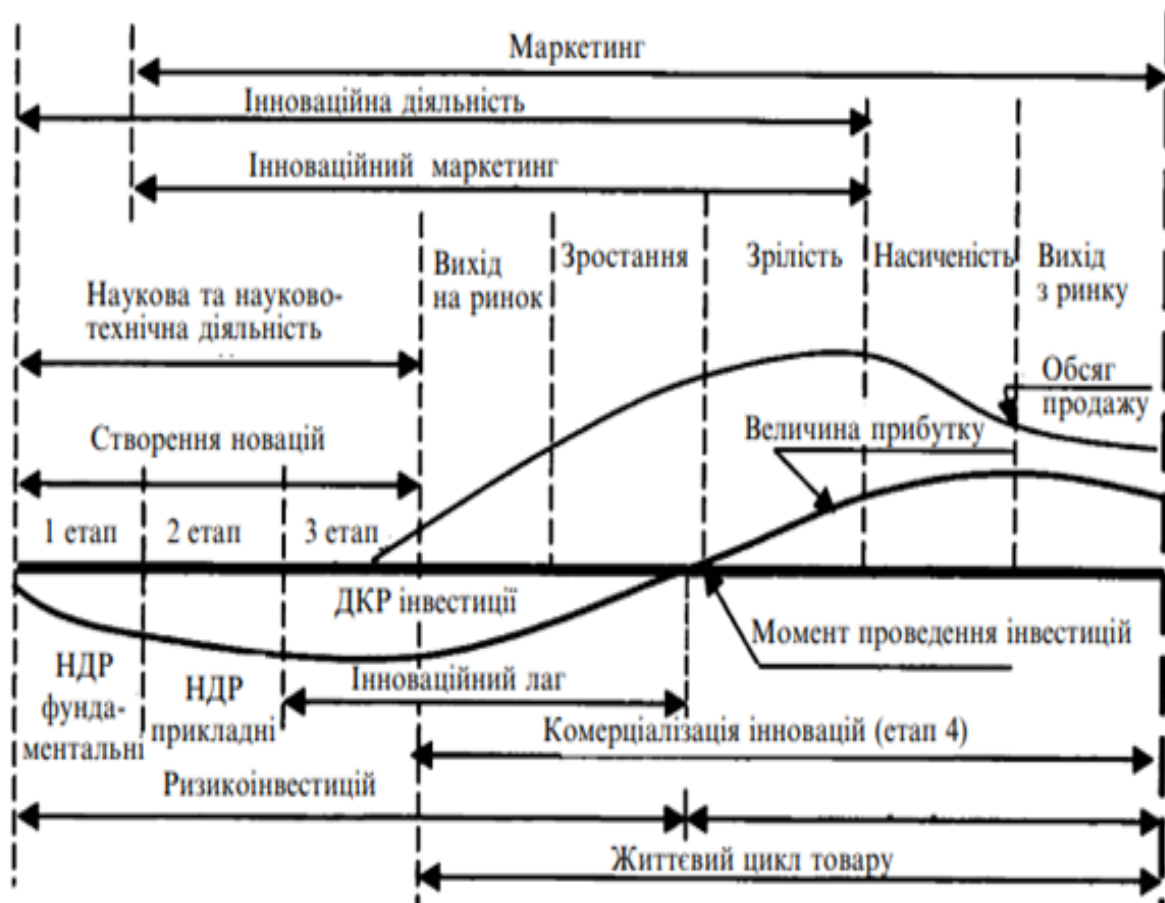 Маркетинг
Інноваційна діяльність
Інноваційний маркетинг
Наукова та науково-
технічна діяльність
Вихід
на ринок
Зростання
Зрілість
Насиченість
Вихід
з ринку
Обсяг
продажу
Створення новацій
Величина прибутку
1 етап
2 етап
3 етап
ДКР інвестиції
Момент проведення інвестицій
НДР
фунда-
ментальні
НДР
прикладні
Інноваційний лаг
Комерціалізація інновацій (етап 4)
Ризикоінвестицій
Життєвий цикл товару